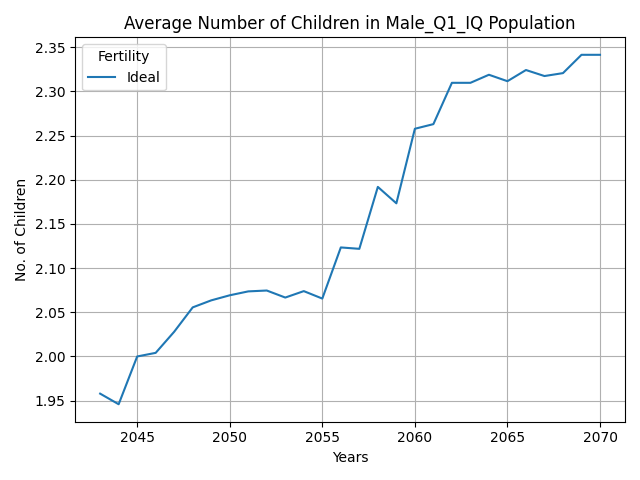 Average Number of Children in Male_Q1_IQ Population
Fertility
Ideal
No. of Children
2.35
2.30
2.25
2.20
2.15
2.10
2.05
2.00
1.95
2045 2050 2055 2060 2065 2070
Years